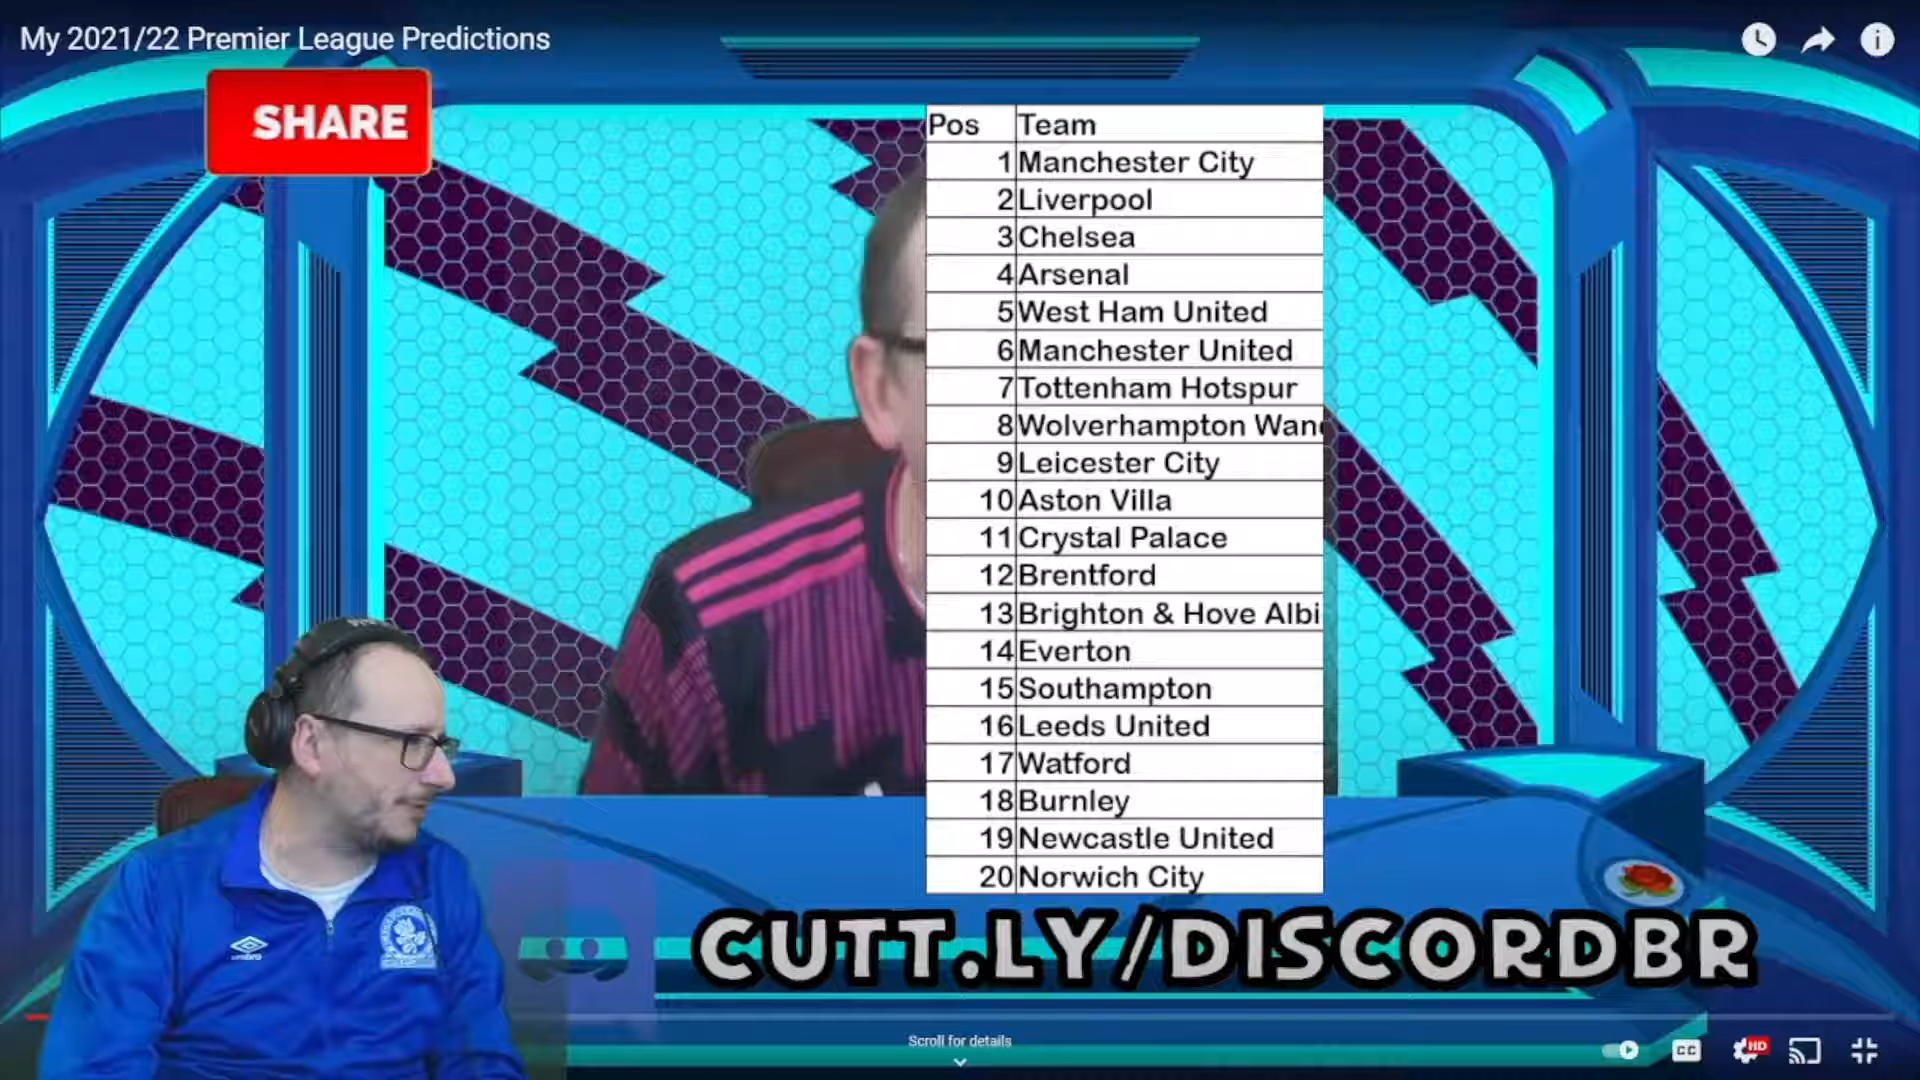 My 2021/22 Premier League Predictions
SHARE
Pos Team
1 Manchester City
2 Liverpool
3 Chelsea
4 Arsenal
5 West Ham United
6 Manchester United
7 Tottenham Hotspur
8 Wolverhampton Wan
9 Leicester City
10 Aston Villa
11 Crystal Palace
12 Brentford
13 Brighton & Hove Albi
14 Everton
15 Southampton
16 Leeds United
17 Watford
18 Burnley
19 Newcastle United
20 Norwich City
umbro
CUTT.LY/DISCORDBR
Scroll for details
CC
HD